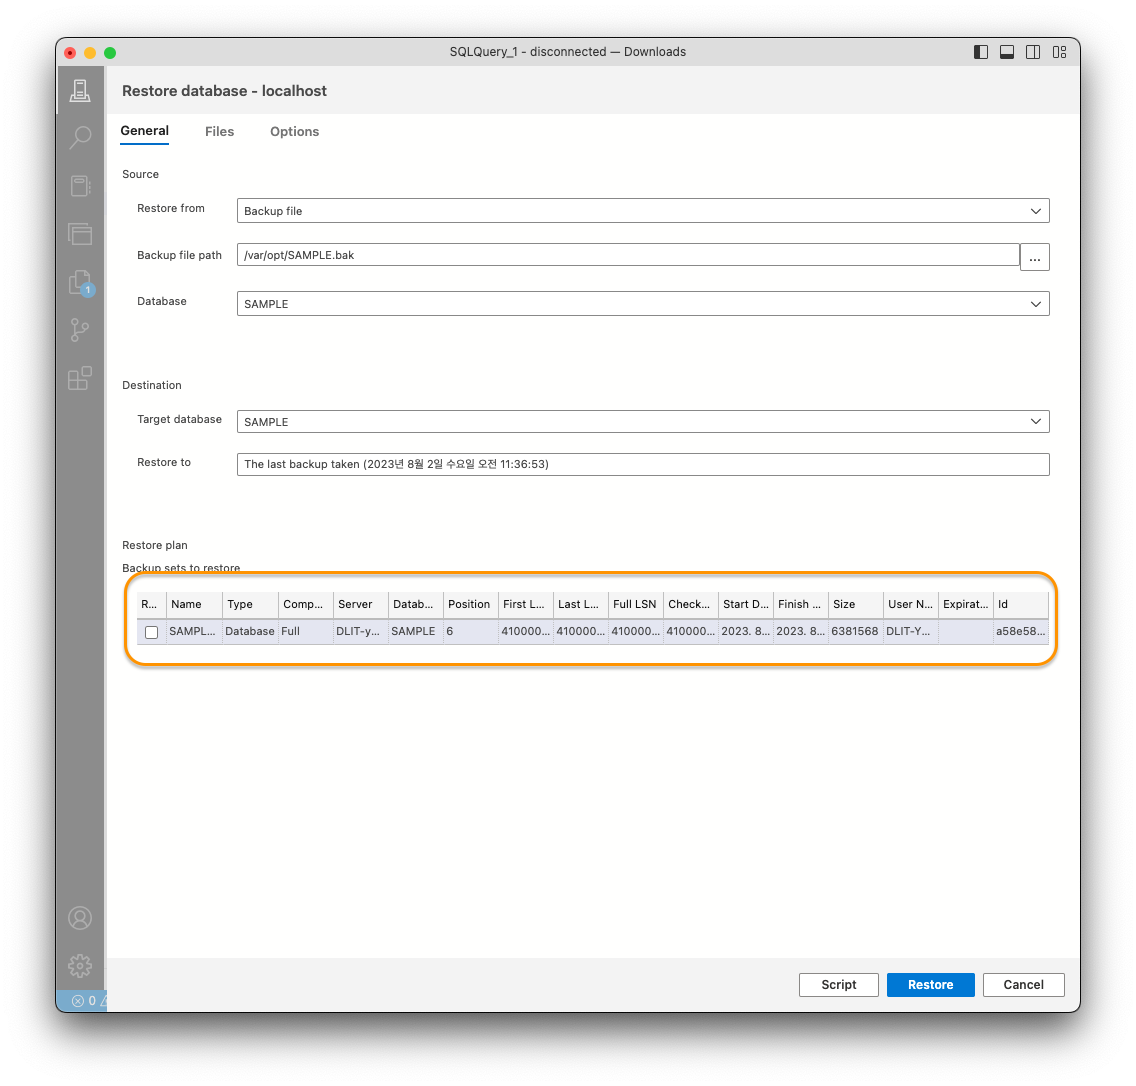 SQLQuery_1 - disconnected — Downloads
Restore database - localhost
General Files Options
Source
Restore from Backup file
Backup file path /var/opt/SAMPLE.bak ...
Database SAMPLE
1
Destination
Target database SAMPLE
Restore to The last backup taken (2023년 8월 2일 수요일 오전 11:36:53)
Restore plan
Backup sets to restore
R... Name Type Comp... Server Datab... Position First L... Last L... Full LSN Check... Start D... Finish ... Size User N... Expirat... Id
SAMPL... Database Full DLIT-y... SAMPLE 6 410000... 410000... 410000... 410000... 2023. 8... 2023. 8... 6381568 DLIT-Y... a58e58...
Script Restore Cancel
0